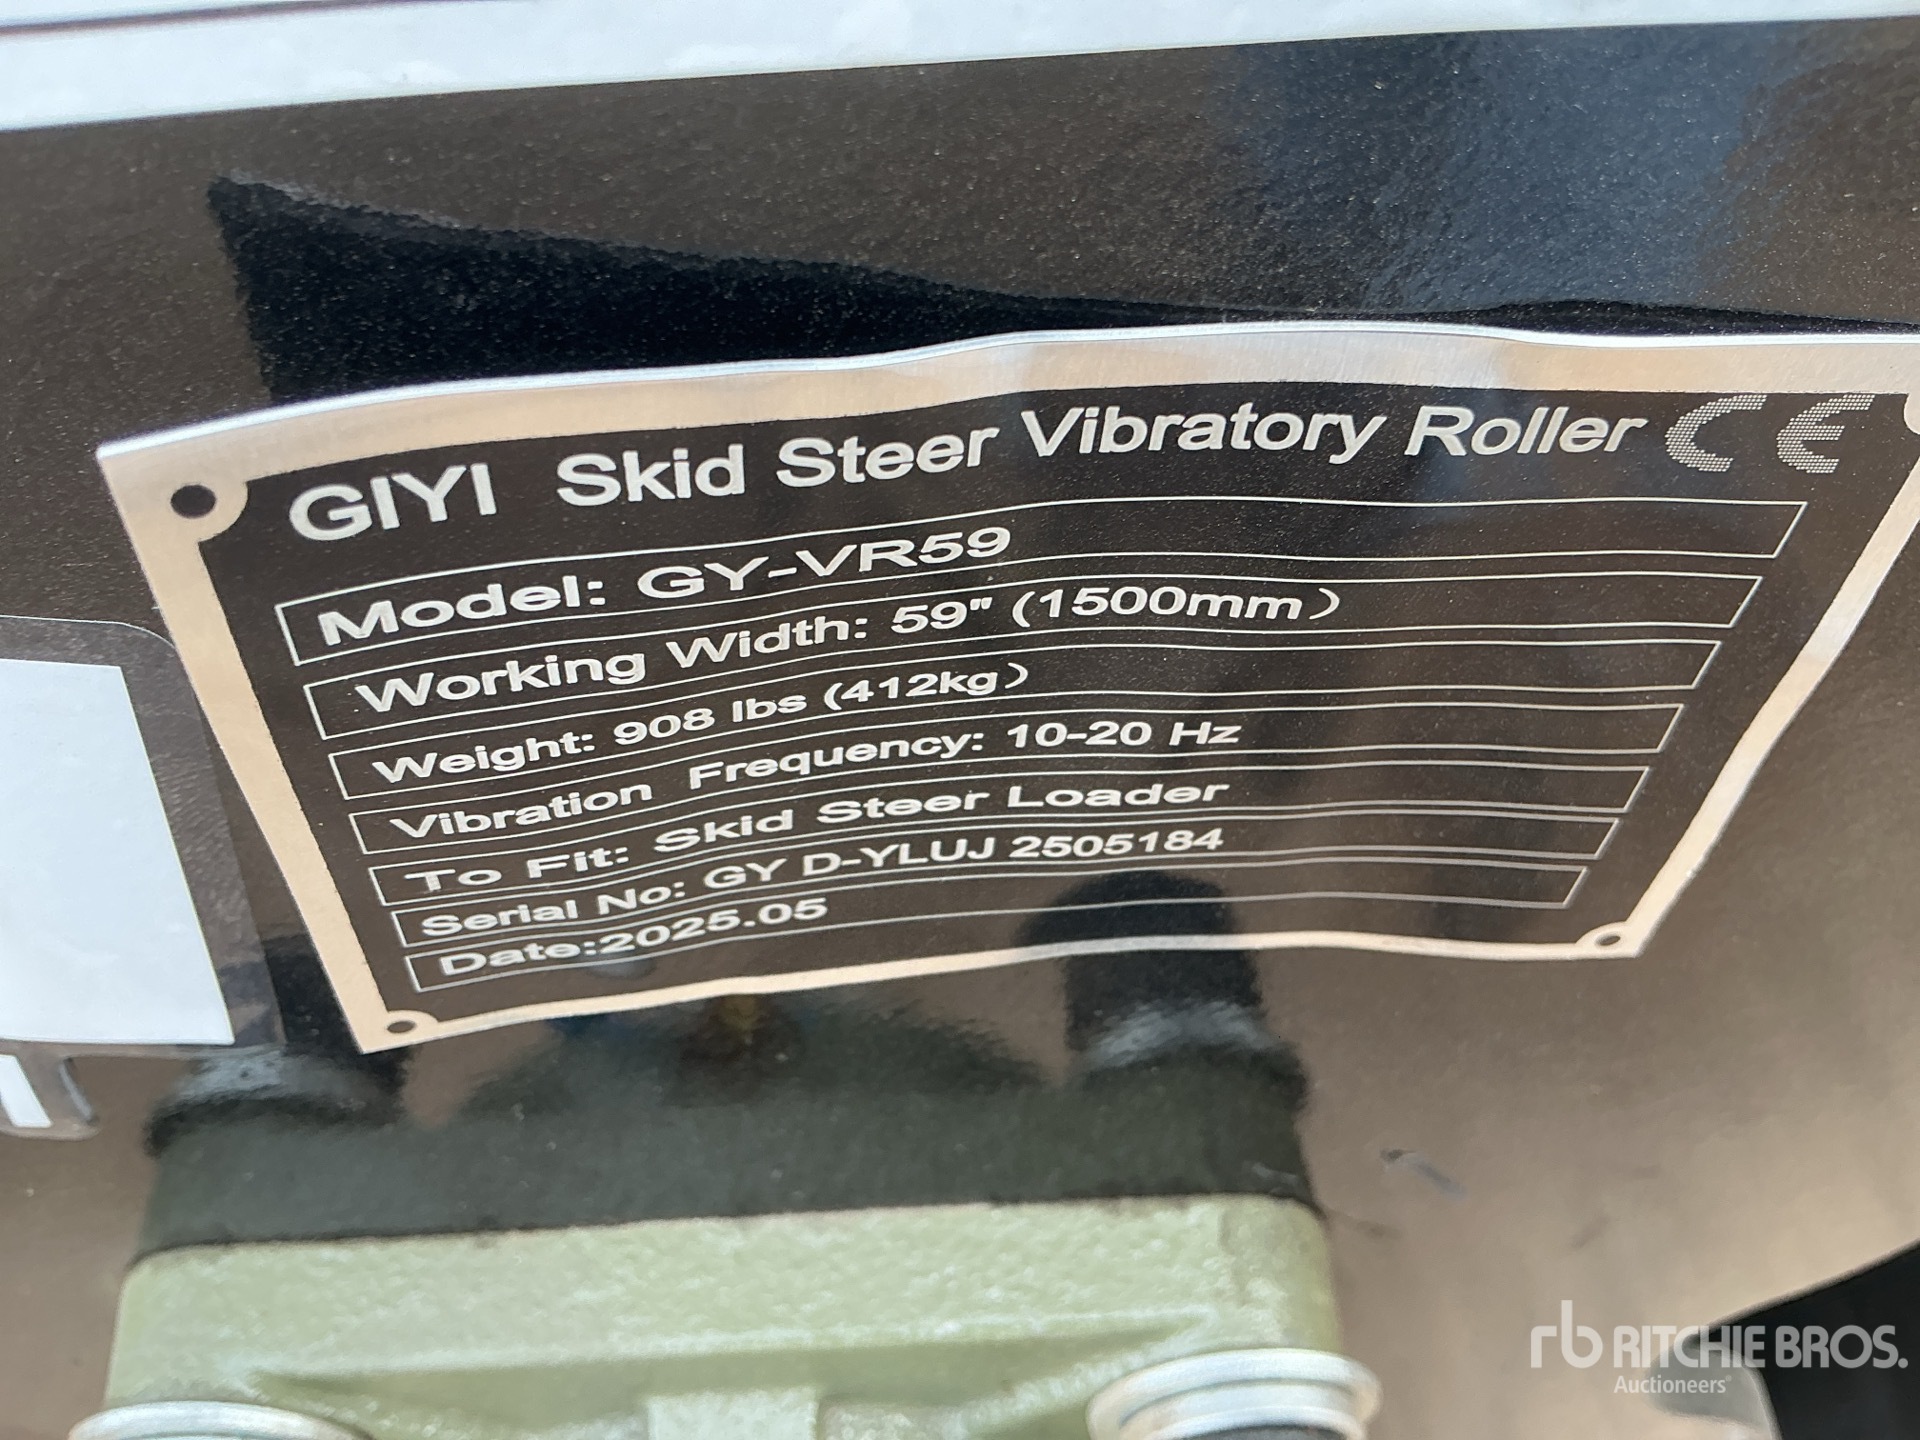 GIYI Skid Steer Vibratory Roller CE
Model: GY-VR59
Working Width: 59" (1500mm)
Weight: 908 lbs (412kg)
Vibration Frequency: 10-20 Hz
To Fit: Skid Steer Loader
Serial No: GY D-YLUJ 2505184
Date:2025.05
rb RITCHIE BROS.
Auctioneers